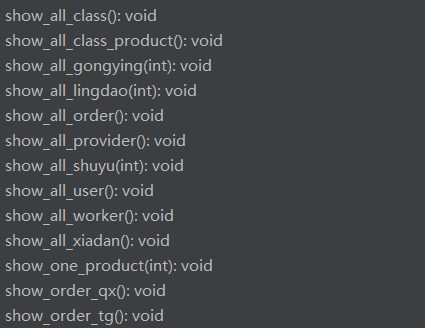 show_all_class(): void
show_all_class_product(): void
show_all_gongying(int): void
show_all_lingdao(int): void
show_all_order(): void
show_all_provider(): void
show_all_shuyu(int): void
show_all_user(): void
show_all_worker(): void
show_all_xiadan(): void
show_one_product(int): void
show_order_qx(): void
show_order_tg(): void